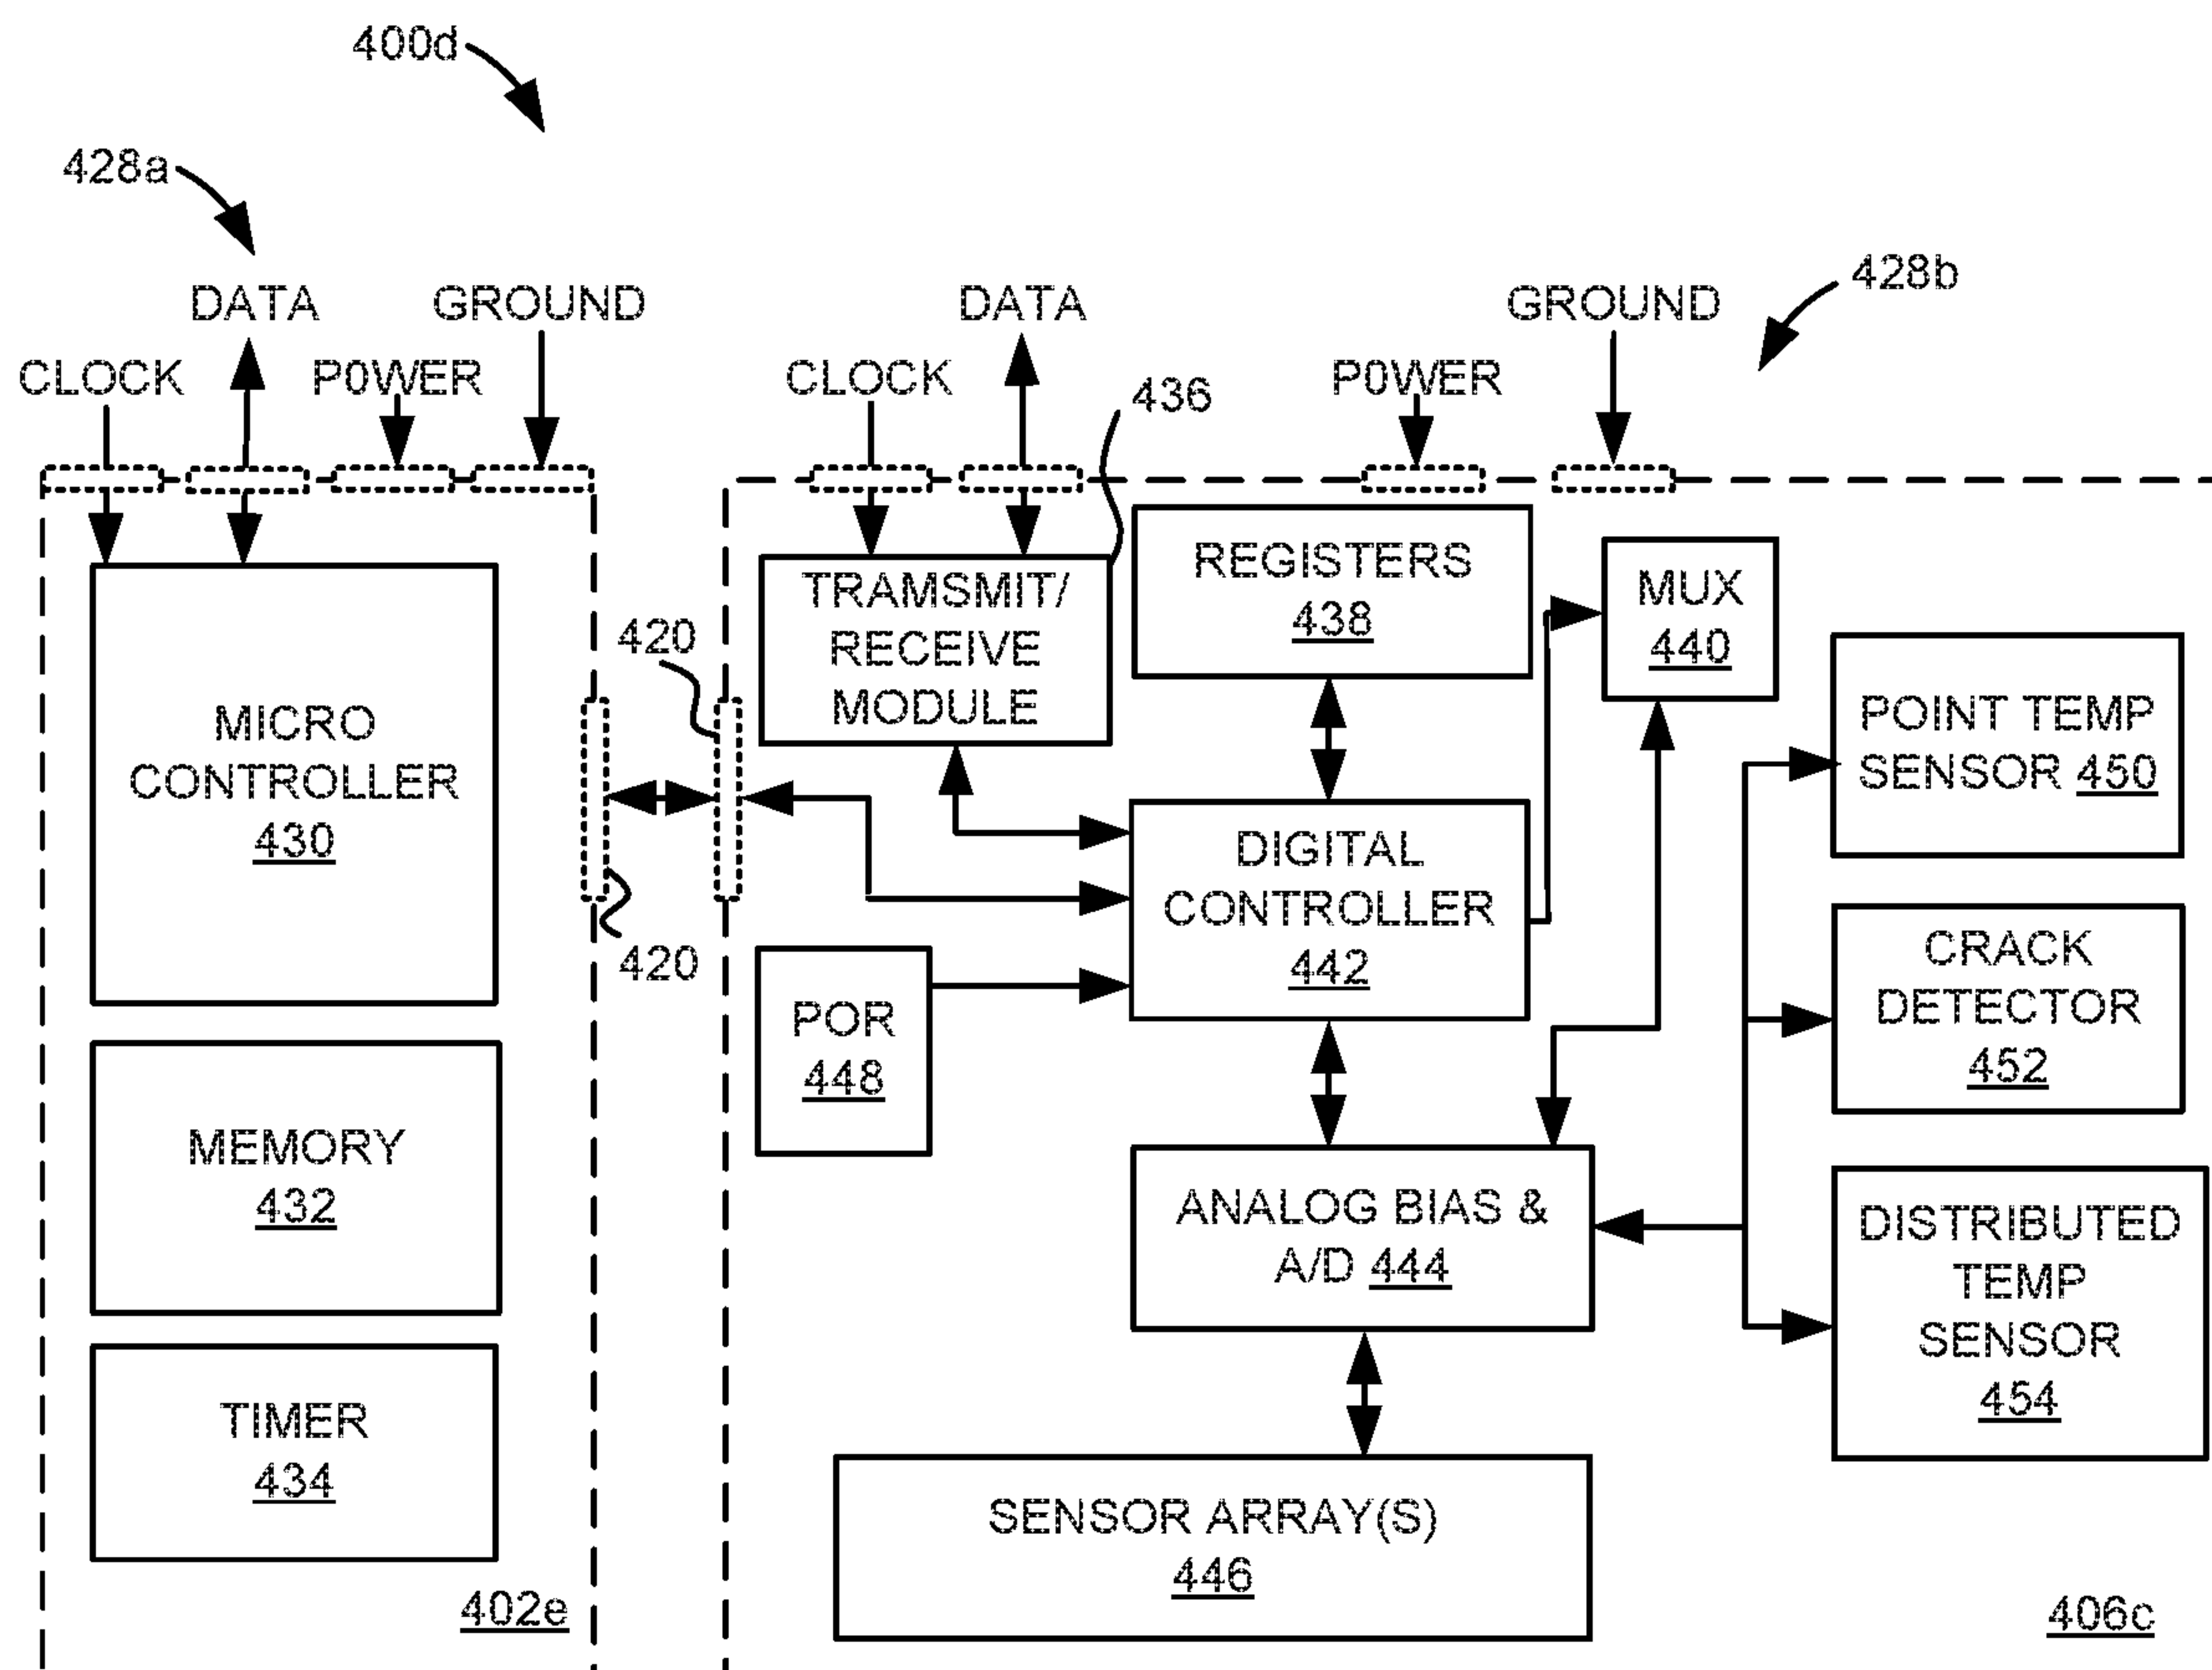 400d
428a
428b
DATA
GROUND
DATA
GROUND
CLOCK
P0WER
CLOCK
P0WER
436
MICRO
CONTROLLER
430
MEMORY
432
TIMER
434
402e
420
420
TRAMSMIT/
RECEIVE
MODULE
REGISTERS
438
MUX
440
POINT TEMP
SENSOR 450
DIGITAL
CONTROLLER
442
CRACK
DETECTOR
452
POR
448
ANALOG BIAS &
A/D 444
DISTRIBUTED
TEMP
SENSOR
454
SENSOR ARRAY(S)
446
406c